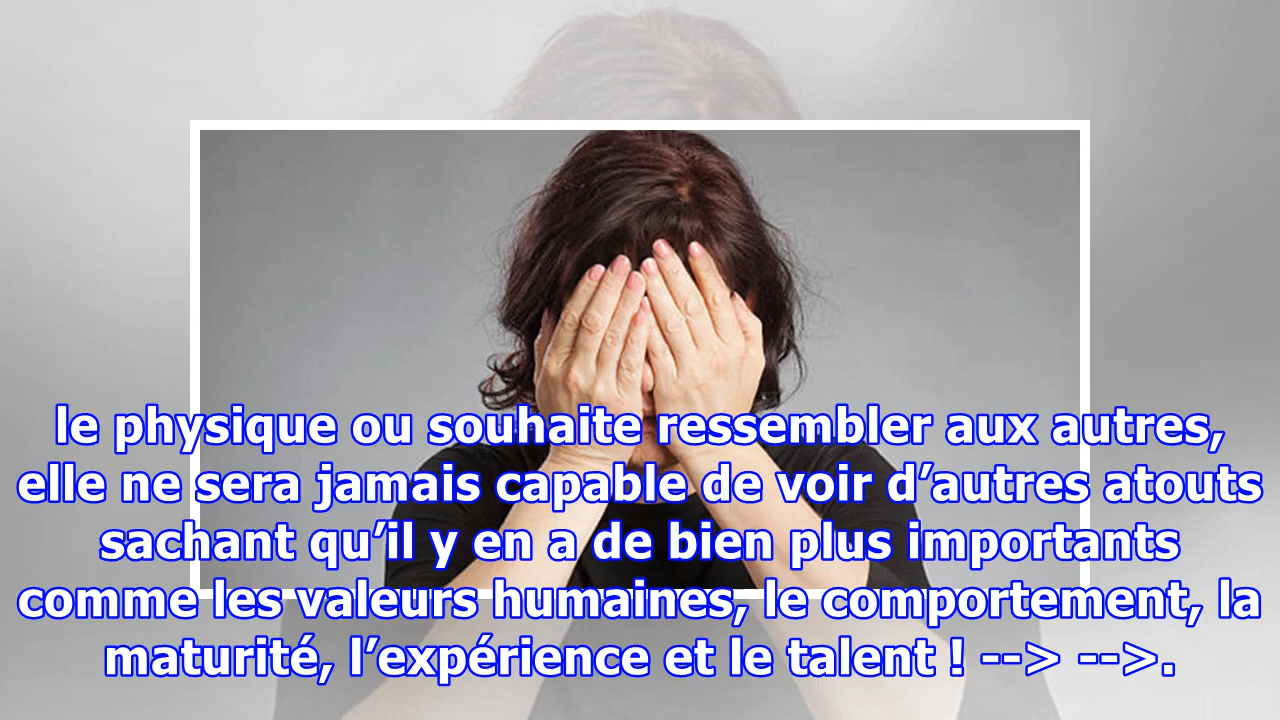 le physique ou souhaite ressembler aux autres,
elle ne sera jamais capable de voir d’autres atouts
sachant qu’il y en a de bien plus importants
comme les valeurs humaines, le comportement, la
maturité, l’expérience et le talent ! --> -->.